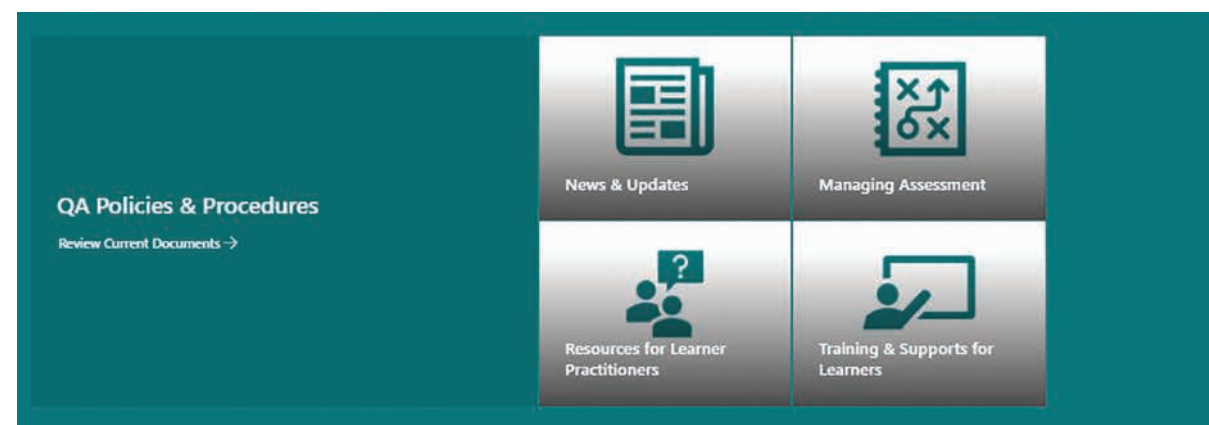 QA Policies & Procedures
Review Current Documents →
News & Updates
Managing Assessment
Resources for Learner
Practitioners
Training & Supports for
Learners